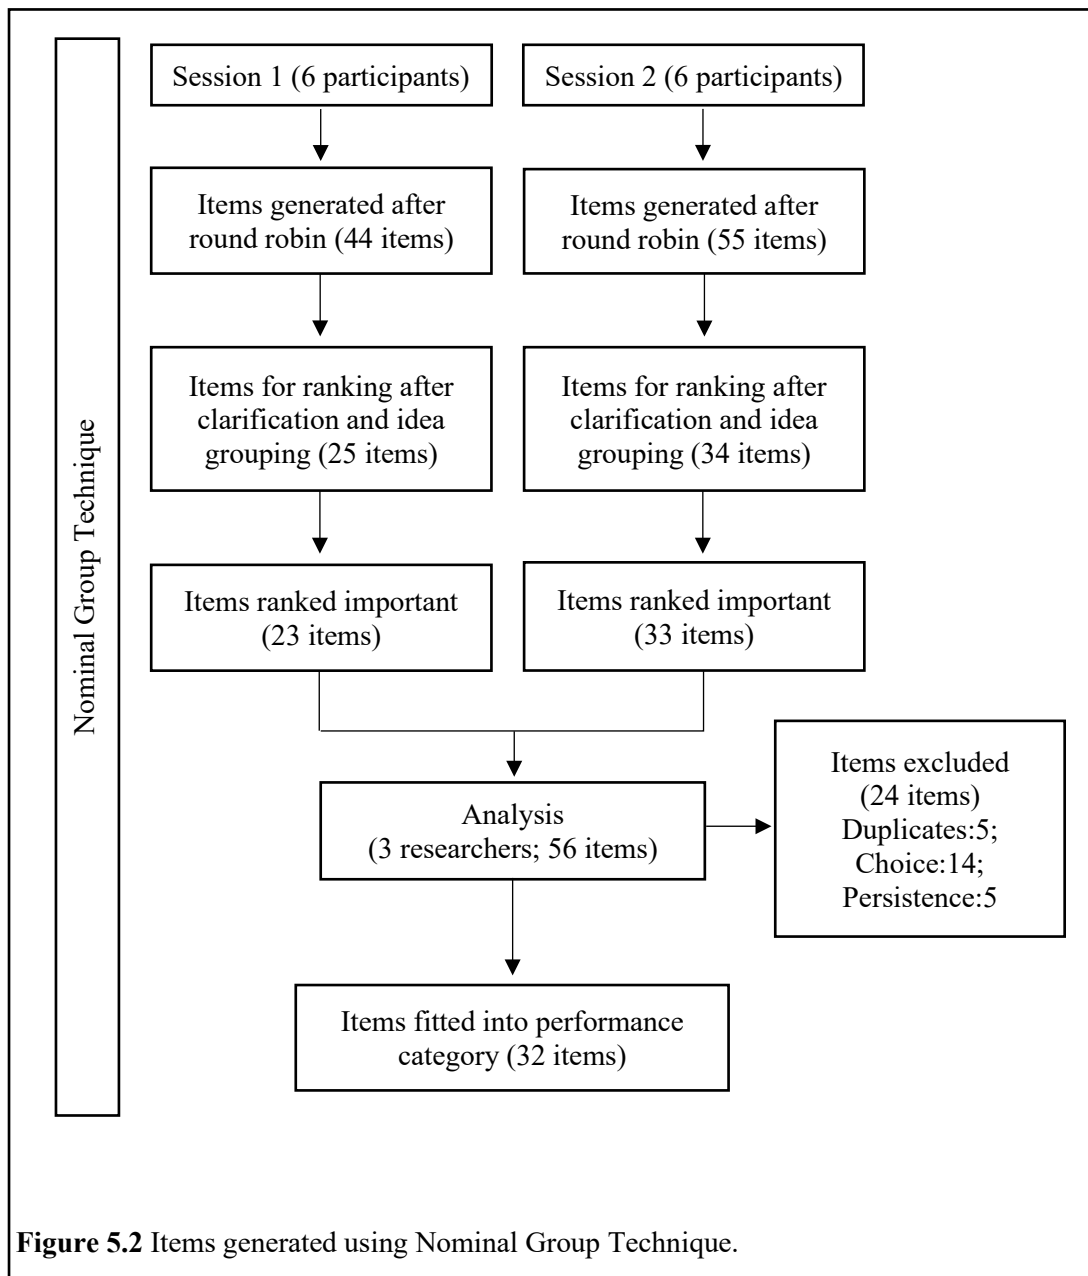 Nominal Group Technique
Session 1 (6 participants)
Session 2 (6 participants)
Items generated after
round robin (44 items)
Items generated after
round robin (55 items)
Items for ranking after
clarification and idea
grouping (25 items)
Items for ranking after
clarification and idea
grouping (34 items)
Items ranked important
(23 items)
Items ranked important
(33 items)
Analysis
(3 researchers; 56 items)
Items excluded
(24 items)
Duplicates:5;
Choice:14;
Persistence:5
Items fitted into performance
category (32 items)
Figure 5.2 Items generated using Nominal Group Technique.